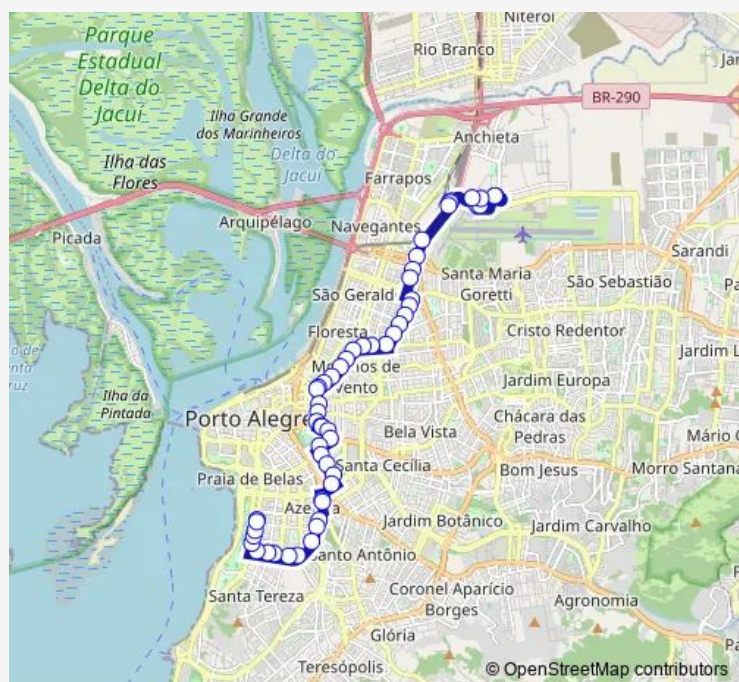 Niterói
Parque
Estadual
Delta do
Jacuí
Rio Branco
BR-290
Ilha Grande
dos Marinheiros
Anchieta
Delta do
Jacuí
Ilha das
Flores
Farrapos
Arquipélago
Navegantes
Picada
Sarandi
Santa Maria
Goretti
São Sebastião
São Gerald
Floresta
Cristo Redentor
Jardim L
Ilha da
Pintada
Jardim Europa
vento de
Porto Alegre
Chácara das
Pedras
Bela Vista
Mário
Santa Cecília
Bom Jesus
Morro Santana
Praia de Belas
Jardim Botânico
Jardim Carvalho
anto Antônio
Santa Tereza
Coronel Aparício
Borges
Agronomia
Glória
Teresópolis
© OpenStreetMap contributors